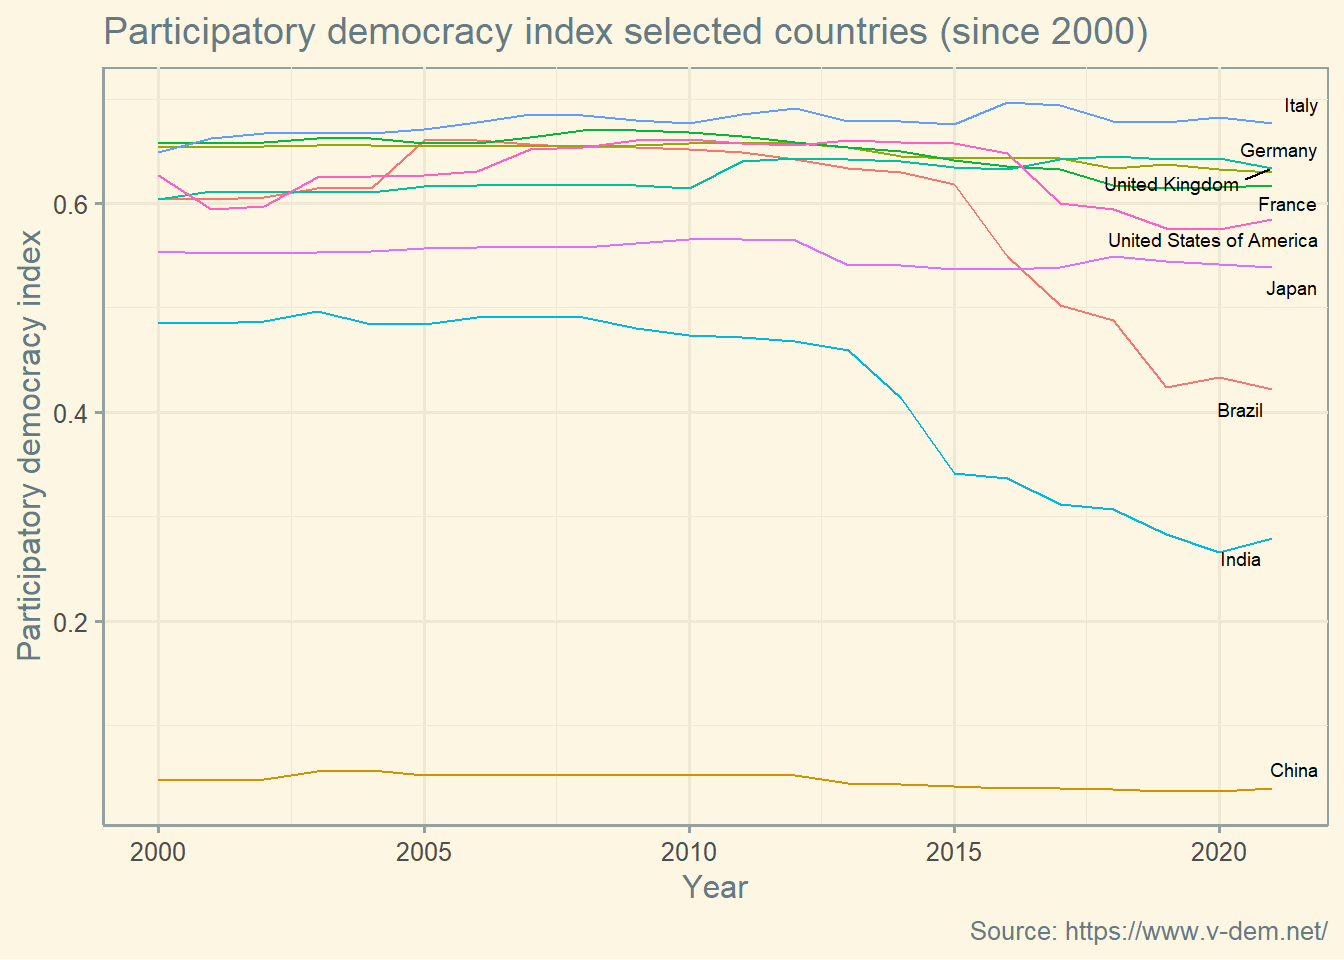 Participatory democracy index selected countries (since 2000)
Participatory democracy index
0.6
0.4
0.2
Italy
Germany
United Kingdom
France
United States of America
Japan
Brazil
India
China
2000 2005 2010 2015 2020
Year
Source: https://www.v-dem.net/